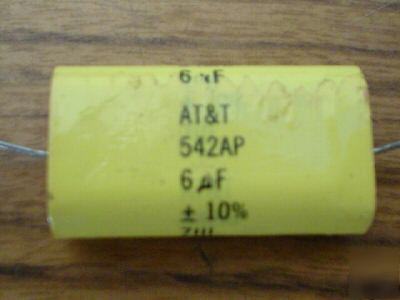 6 µF
AT&T
542AP
6 µF
± 10%